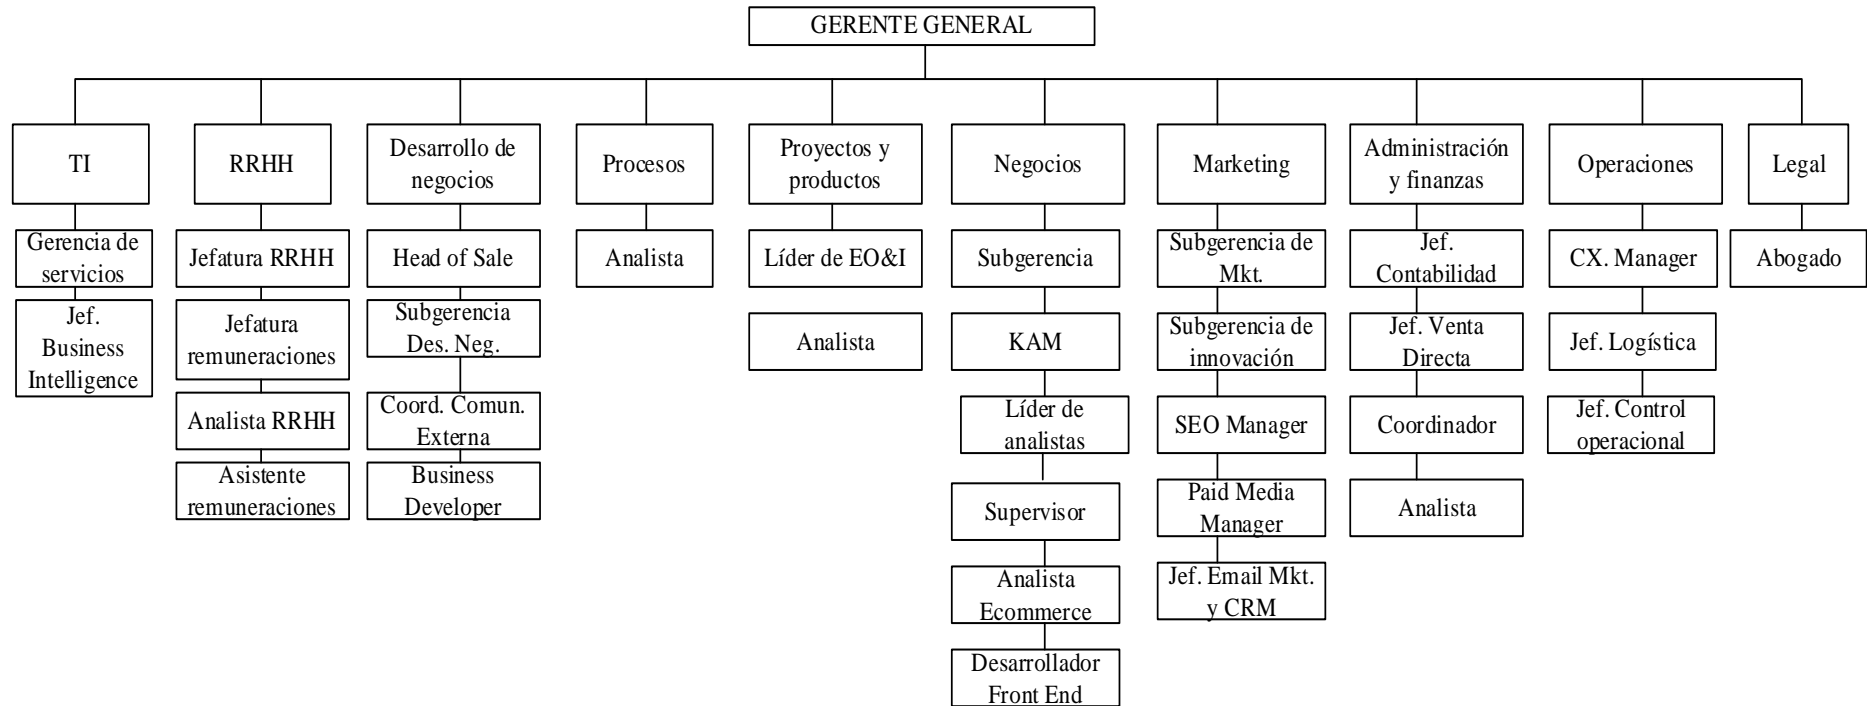 GERENTE GENERAL
TI
RRHH
Desarrollo de
negocios
Procesos
Proyectos y
productos
Negocios
Marketing
Administración
y finanzas
Operaciones
Legal
Gerencia de
servicios
Jef.
Business
Intelligence
Jefatura RRHH
Jefatura
remuneraciones
Analista RRHH
Asistente
remuneraciones
Head of Sale
Subgerencia
Des. Neg.
Coord. Comun.
Externa
Business
Developer
Analista
Líder de EO&I
Analista
Subgerencia
KAM
Líder de
analistas
Supervisor
Analista
Ecommerce
Desarrollador
Front End
Subgerencia de
Mkt.
Subgerencia de
innovación
SEO Manager
Paid Media
Manager
Jef. Email Mkt.
y CRM
Jef.
Contabilidad
Jef. Venta
Directa
Coordinador
Analista
CX. Manager
Jef. Logística
Jef. Control
operacional
Abogado